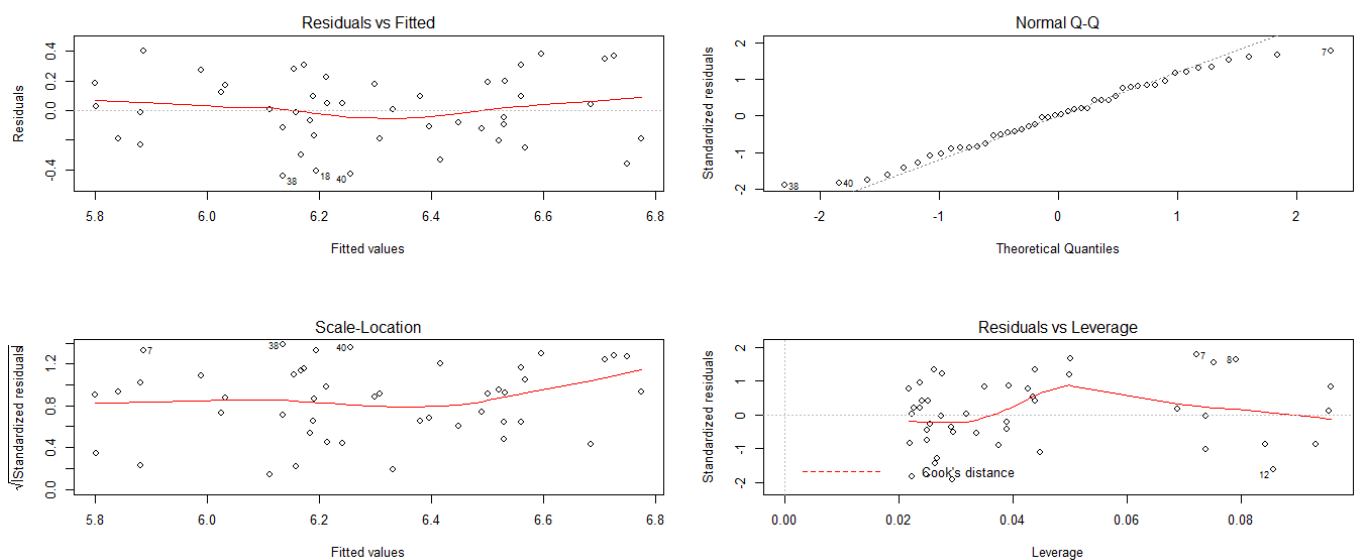 Residuals vs Fitted
Residuals
0.4
0.2
0.0
-0.4
38
18
40
5.8 6.0 6.2 6.4 6.6 6.8
Fitted values
Normal Q-Q
Standardized residuals
2
1
0
-1
-2
7
38
40
-2 -1 0 1 2
Theoretical Quantiles
Scale-Location
√|Standardized residuals|
1.2
0.8
0.4
0.0
7
38
40
5.8 6.0 6.2 6.4 6.6 6.8
Fitted values
Residuals vs Leverage
Standardized residuals
2
1
0
-1
-2
7
8
12
Cook's distance
0.00 0.02 0.04 0.06 0.08
Leverage